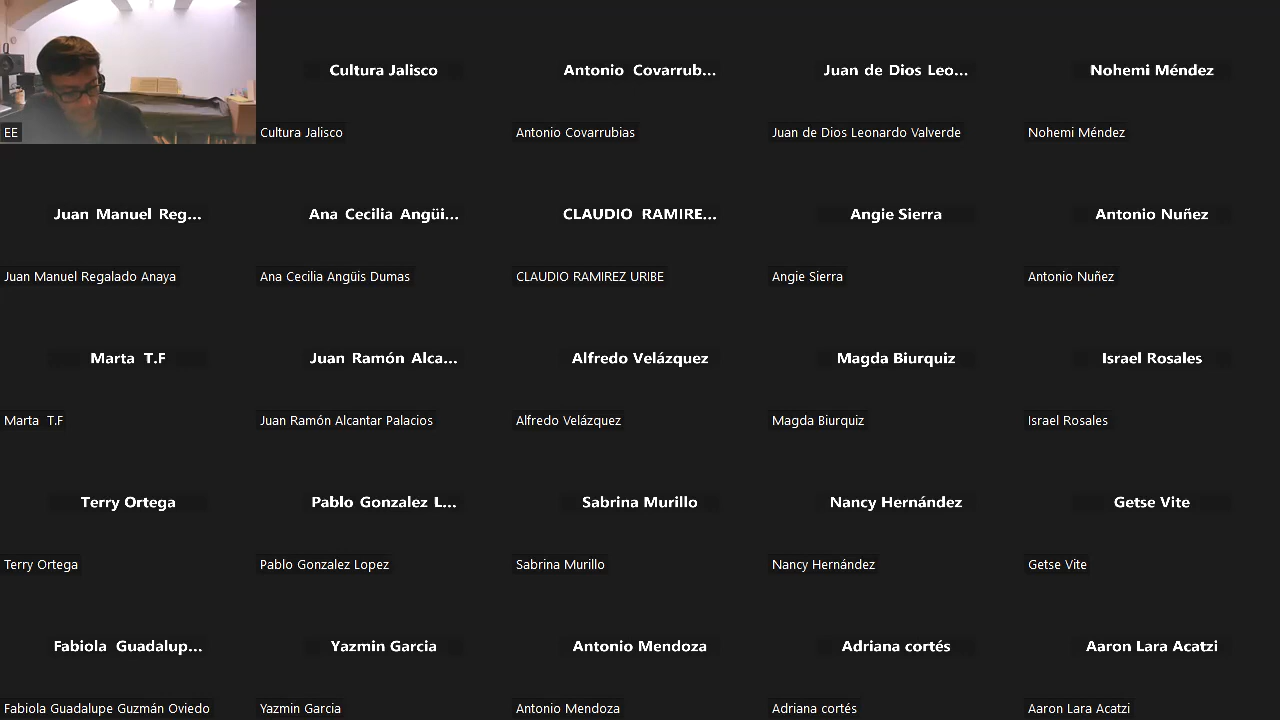 Cultura Jalisco
Antonio Covarrub...
Juan de Dios Leo...
Nohemi Méndez
EE
Cultura Jalisco
Antonio Covarrubias
Juan de Dios Leonardo Valverde
Nohemi Méndez
Juan Manuel Reg...
Ana Cecilia Angüi...
CLAUDIO RAMIRE...
Angie Sierra
Antonio Nuñez
Juan Manuel Regalado Anaya
Ana Cecilia Angüis Dumas
CLAUDIO RAMIREZ URIBE
Angie Sierra
Antonio Nuñez
Marta T.F
Juan Ramón Alca...
Alfredo Velázquez
Magda Biurquiz
Israel Rosales
Marta T.F
Juan Ramón Alcantar Palacios
Alfredo Velázquez
Magda Biurquiz
Israel Rosales
Terry Ortega
Pablo Gonzalez L...
Sabrina Murillo
Nancy Hernández
Getse Vite
Terry Ortega
Pablo Gonzalez Lopez
Sabrina Murillo
Nancy Hernández
Getse Vite
Fabiola Guadalup...
Yazmin Garcia
Antonio Mendoza
Adriana cortés
Aaron Lara Acatzi
Fabiola Guadalupe Guzmán Oviedo
Yazmin Garcia
Antonio Mendoza
Adriana cortés
Aaron Lara Acatzi